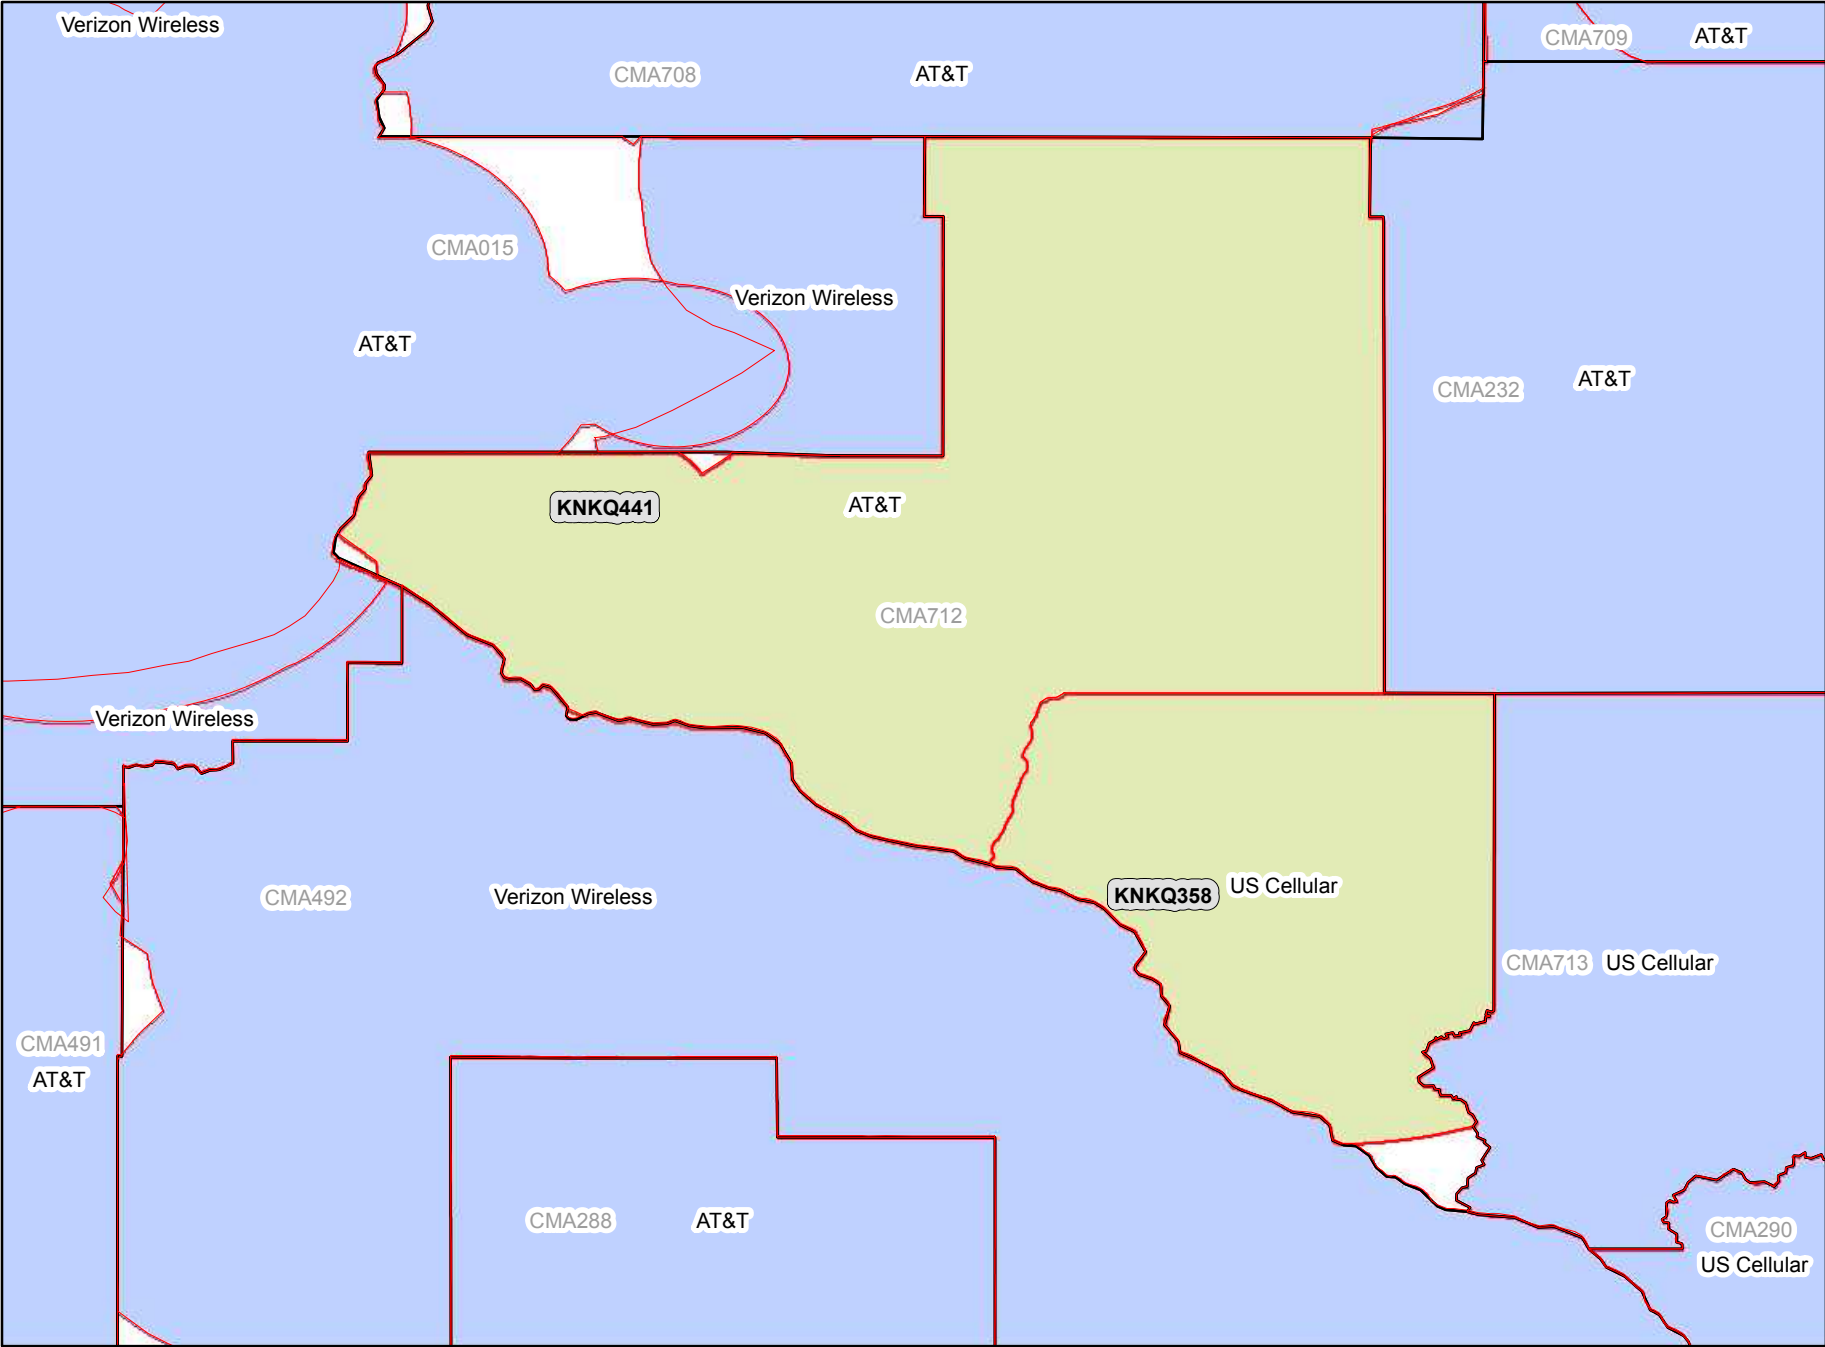 Verizon Wireless
CMA709
AT&T
CMA708
AT&T
CMA015
Verizon Wireless
AT&T
AT&T
CMA232
KNKQ441
AT&T
CMA712
Verizon Wireless
CMA492
Verizon Wireless
KNKQ358
US Cellular
CMA713
US Cellular
CMA491
AT&T
CMA288
AT&T
CMA290
US Cellular